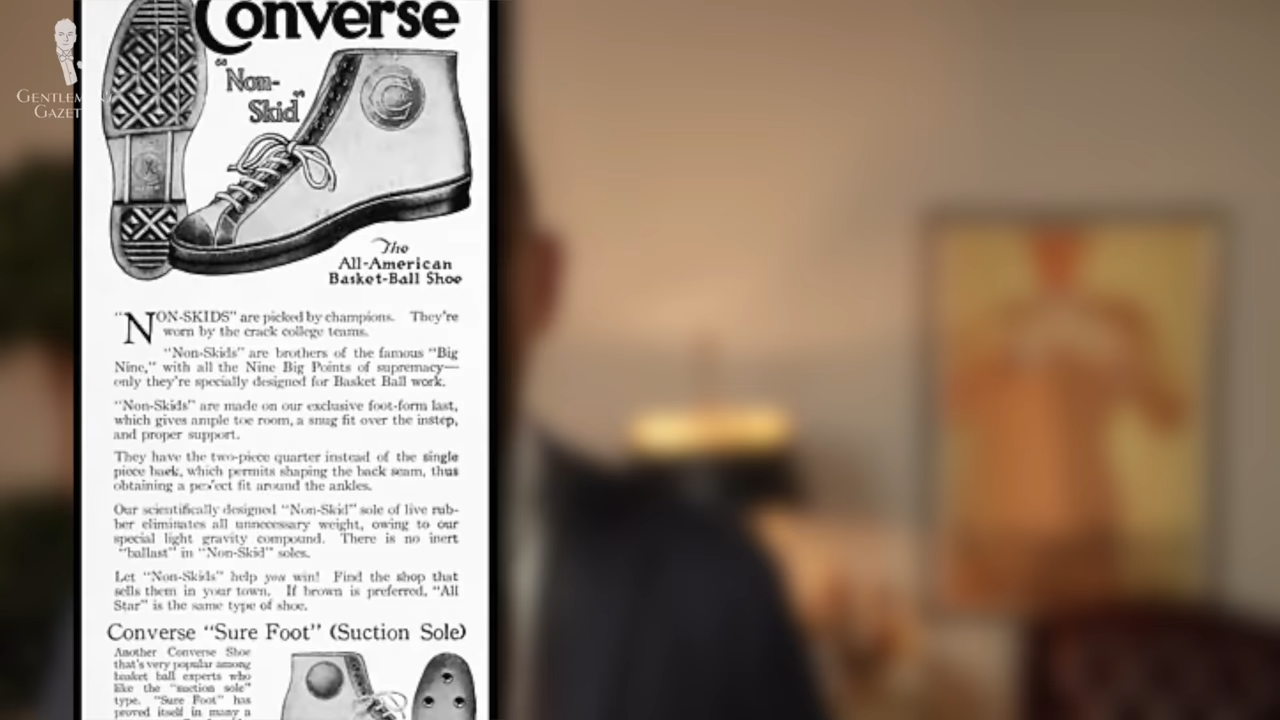 Converse
"Non-
Skid"
GENTLEM
GAZET
The
All-American
Basket-Ball Shoe
"NON-SKIDS" are picked by champions. They're
worn by the crack college teams.
"Non-Skids" are brothers of the famous "Big
Nine," with all the Nine Big Points of supremacy—
only they're specially designed for Basket Ball work.
"Non-Skids" are made on our exclusive foot-form last,
which gives ample toe room, a snug fit over the instep,
and proper support.
They have the two-piece quarter instead of the single
piece back, which permits shaping the back seam, thus
obtaining a perfect fit around the ankles.
Our scientifically designed "Non-Skid" sole of live rub-
ber eliminates all unnecessary weight, owing to our
special light gravity compound. There is no inert
"ballast" in "Non-Skid" soles.
Let "Non-Skids" help you win! Find the shop that
sells them in your town. If brown is preferred, "All
Star" is the same type of shoe.
Converse "Sure Foot" (Suction Sole)
Another Converse Shoe
that's very popular among
basket ball experts who
like the "suction sole"
type. "Sure Foot" has
proved itself in many a